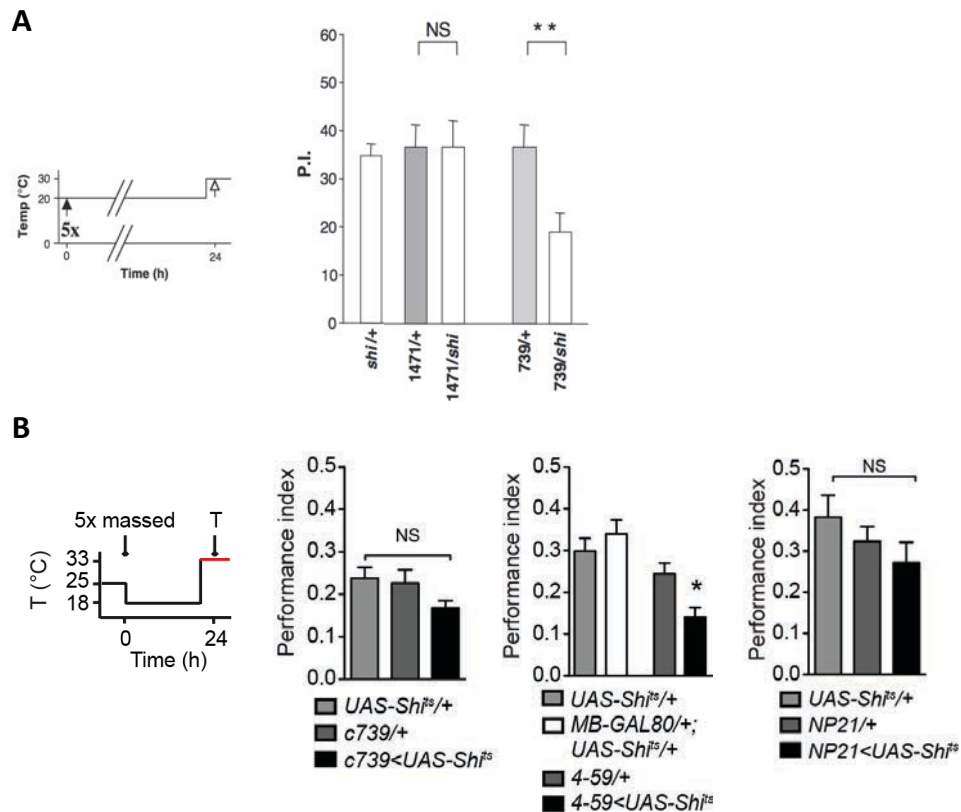 A
Temp (°C)
30
20
0
5x
0
24
Time (h)
P.I.
60
50
40
30
20
10
0
NS
**
shi/+
1471/+
1471/shi
739/+
739/shi
B
5x massed
T
T (°C)
33
25
18
0
24
Time (h)
Performance index
0.5
0.4
0.3
0.2
0.1
0.0
NS
UAS-Shits/+
c739/+
c739<UAS-Shits
Performance index
0.5
0.4
0.3
0.2
0.1
0.0
*
UAS-Shits/+
MB-GAL80/+;
UAS-Shits/+
4-59/+
4-59<UAS-Shits
Performance index
0.5
0.4
0.3
0.2
0.1
0.0
NS
UAS-Shits/+
NP21/+
NP21<UAS-Shits